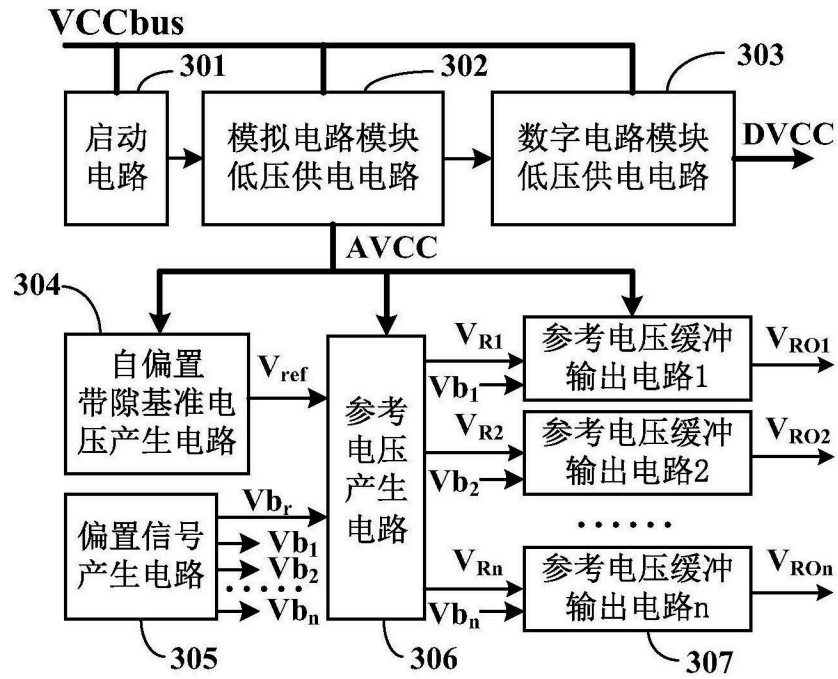 VCCbus
301
302
303
启动
电路
模拟电路模块
低压供电电路
数字电路模块
低压供电电路
DVCC
AVCC
304
自偏置
带隙基准电
压产生电路
Vref
参考
电压
产生
电路
VR1
Vb1
参考电压缓冲
输出电路1
VRO1
VR2
Vb2
参考电压缓冲
输出电路2
VRO2
······
偏置信号
产生电路
Vbr
Vb1
Vb2
······
Vbn
VRn
Vbn
参考电压缓冲
输出电路n
VROn
305
306
307